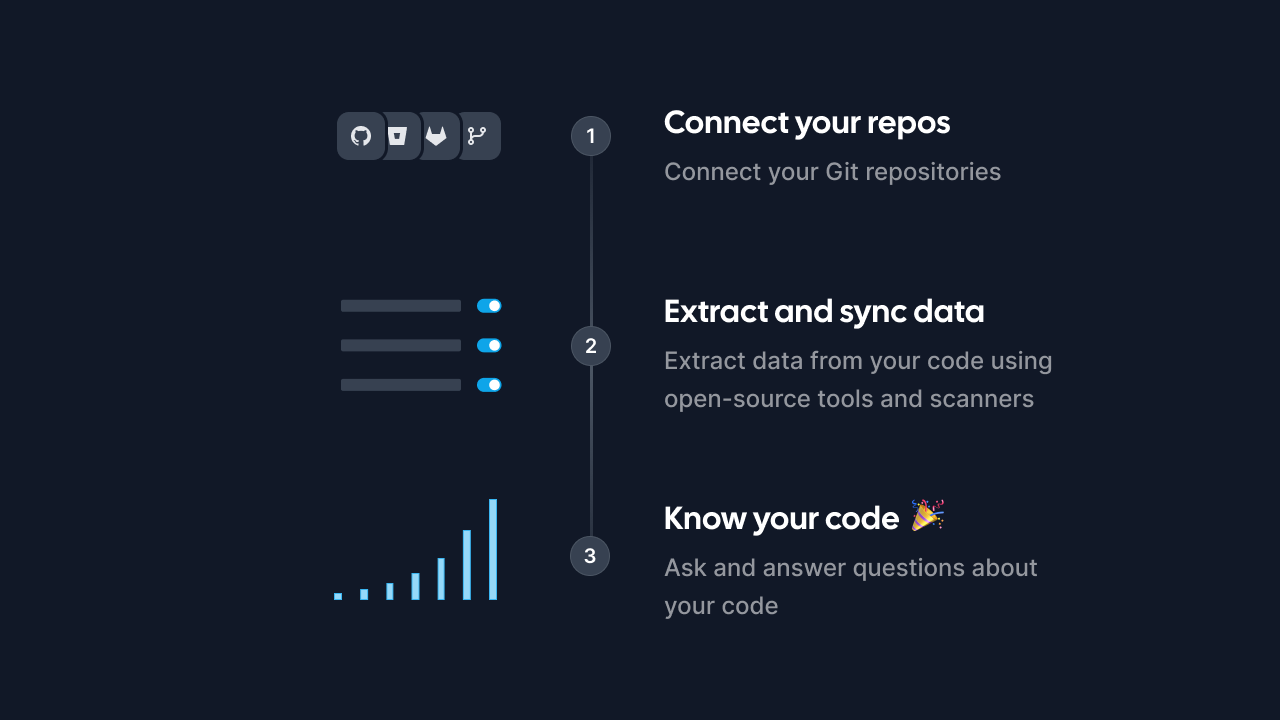 1
Connect your repos
Connect your Git repositories
2
Extract and sync data
Extract data from your code using
open-source tools and scanners
3
Know your code 🎉
Ask and answer questions about
your code